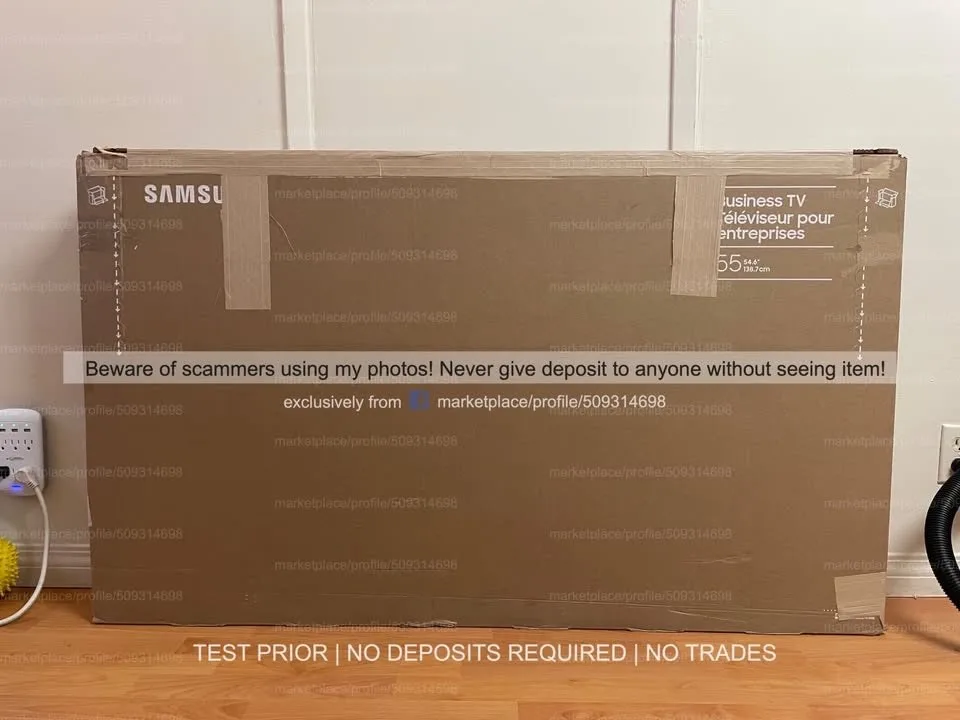 SAMSU
usiness TV
Téléviseur pour
entreprises
55 54.6" 138.7cm
Beware of scammers using my photos! Never give deposit to anyone without seeing item!
exclusively from marketplace/profile/509314698
marketplace/profile/509314698
TEST PRIOR | NO DEPOSITS REQUIRED | NO TRADES